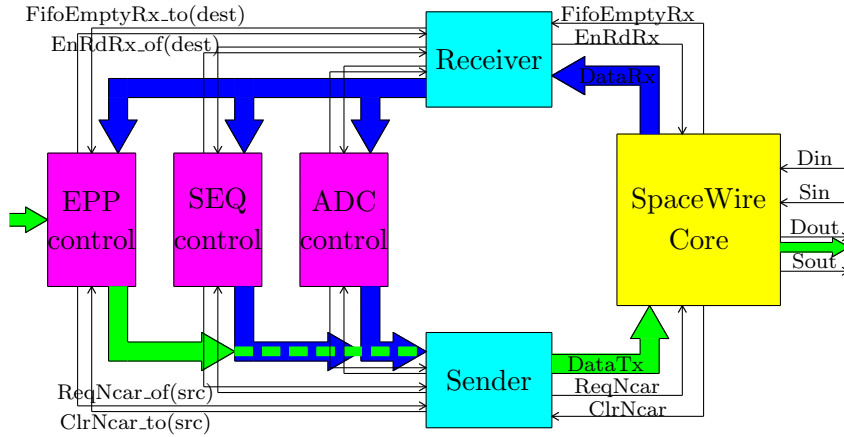 FifoEmptyRx_to(dest)
FifoEmptyRx
EnRdRx_of(dest)
EnRdRx
Receiver
DataRx
Din
EPP
control
SEQ
control
ADC
control
SpaceWire
Core
Sin
Dout
Sout
DataTx
Sender
ReqNcar_of(src)
ReqNcar
ClrNcar_to(src)
ClrNcar